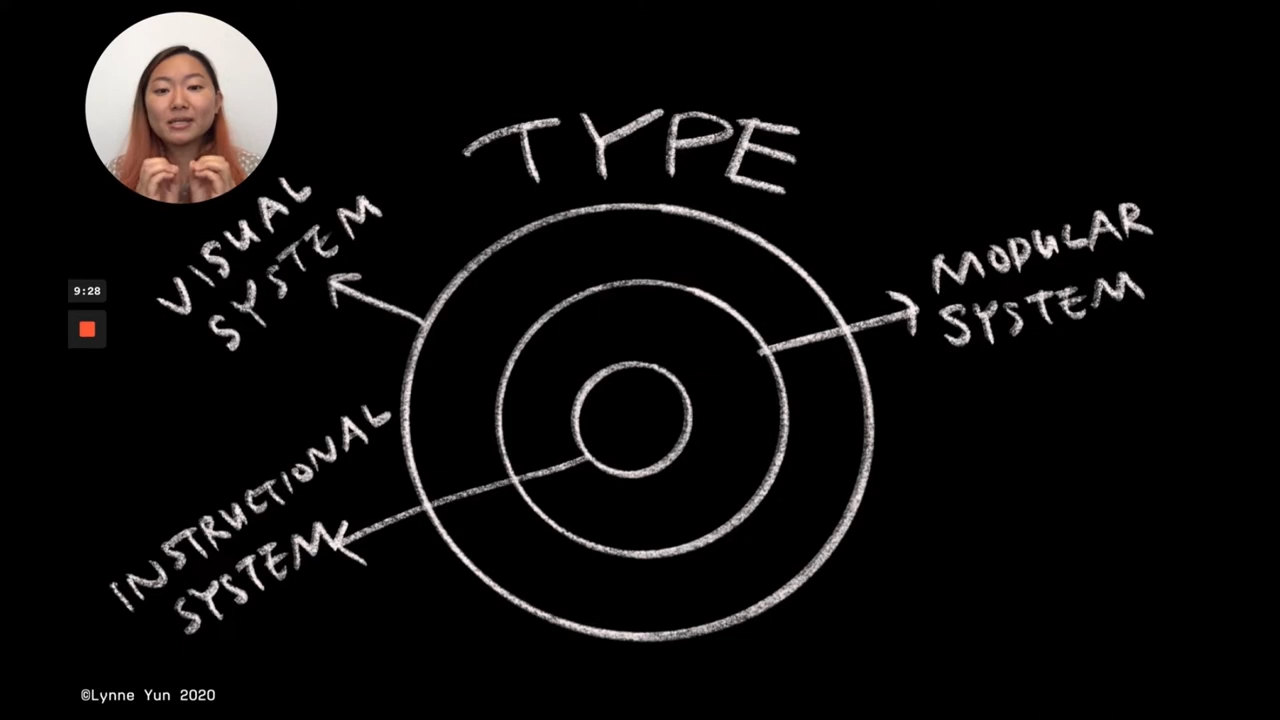 TYPE
VISUAL
SYSTEM
MODULAR
SYSTEM
9:28
INSTRUCTIONAL
SYSTEM
©Lynne Yun 2020